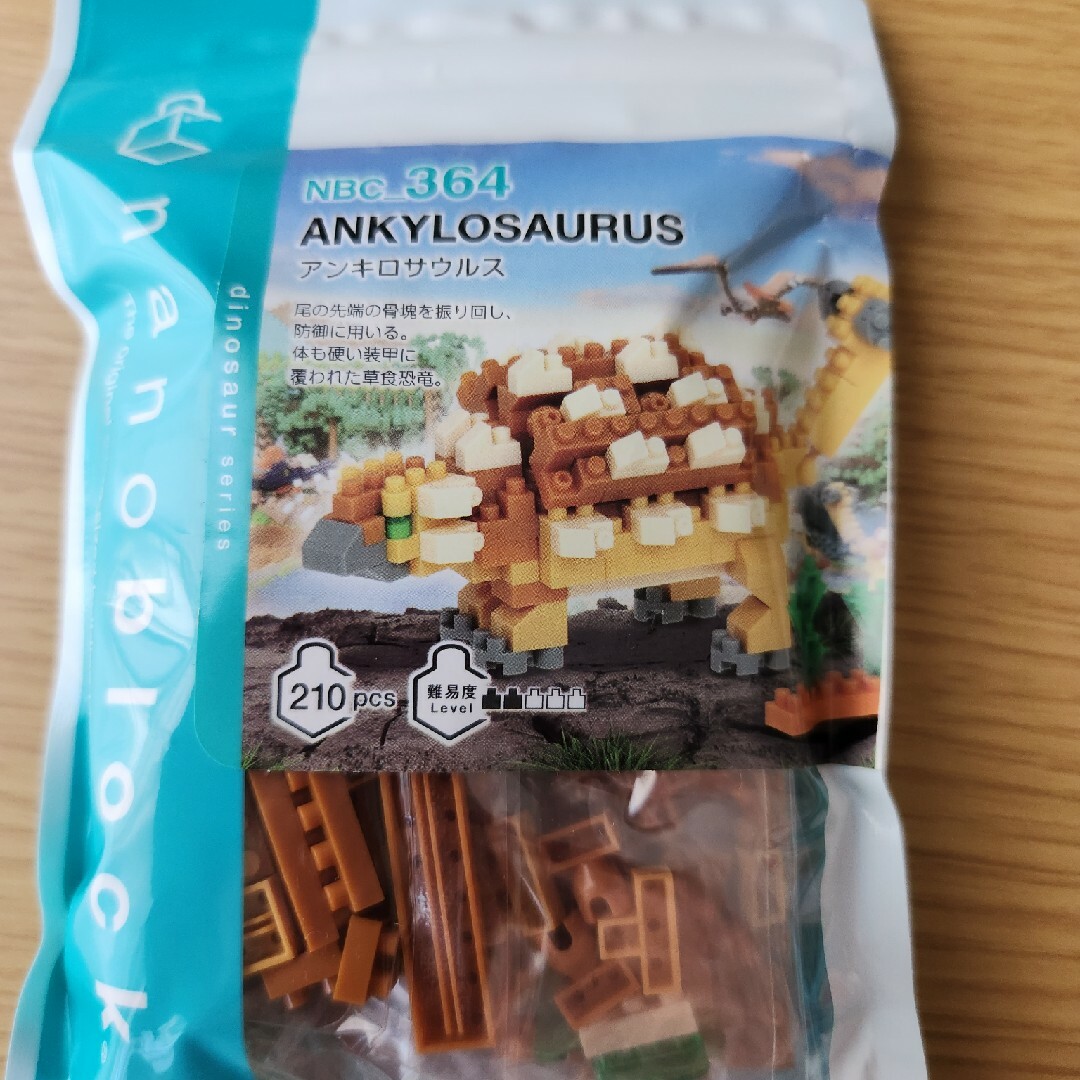 nanoblock
dinosaur series
NBC_364
ANKYLOSAURUS
アンキロサウルス
尾の先端の骨塊を振り回し、
防御に用いる。
体も硬い装甲に
覆われた草食恐竜。
210 pcs
難易度
Level